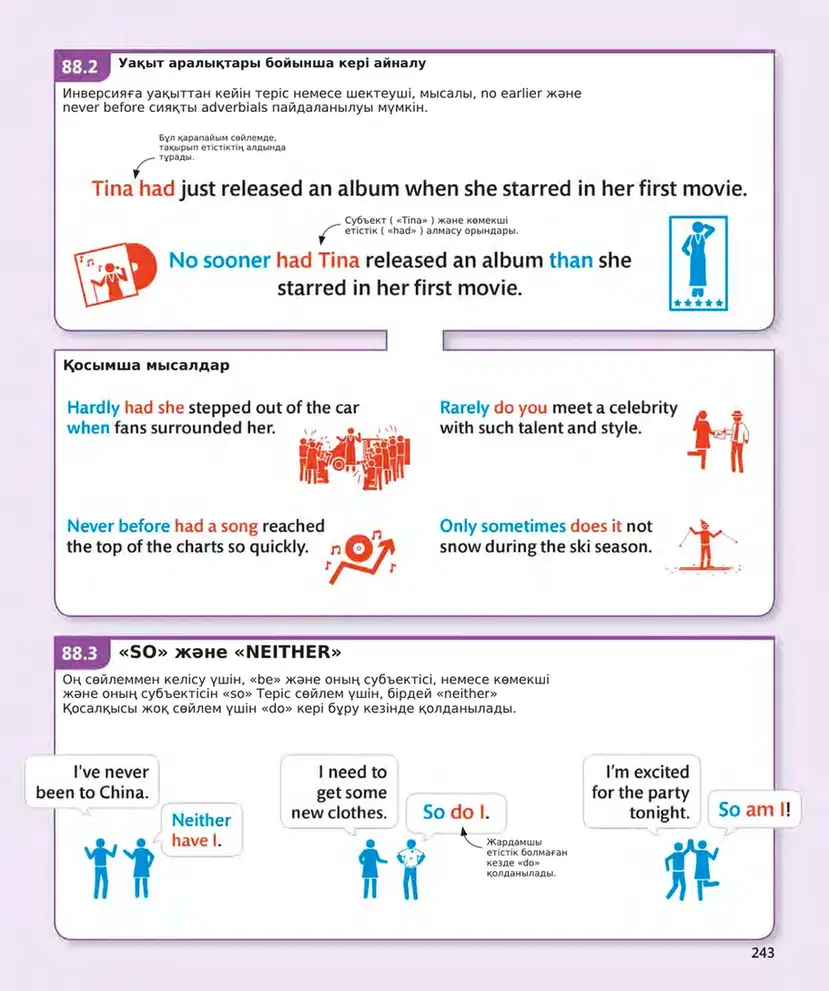 88.2
Уақыт аралықтары бойынша кері айналу
Инверсияға уақыттан кейін теріс немесе шектеуші, мысалы, no earlier және
never before сияқты adverbials пайдаланылуы мүмкін.
Бұл қарапайым сөйлемде,
тақырып етістіктің алдында
тұрады.
Tina had just released an album when she starred in her first movie.
Субъект ( «Tina» ) және көмекші
етістік ( «had» ) алмасу орындары.
No sooner had Tina released an album than she
starred in her first movie.
Қосымша мысалдар
Hardly had she stepped out of the car
when fans surrounded her.
Rarely do you meet a celebrity
with such talent and style.
Never before had a song reached
the top of the charts so quickly.
Only sometimes does it not
snow during the ski season.
88.3
«SO» және «NEITHER»
Оң сөйлеммен келісу үшін, «be» және оның субъектісі, немесе көмекші
және оның субъектісін «so» Теріс сөйлем үшін, бірдей «neither»
Қосалқысы жоқ сөйлем үшін «do» кері бұру кезінде қолданылады.
I've never
been to China.
Neither
have I.
I need to
get some
new clothes.
So do I.
Жардамшы
етістік болмаған
кезде «do»
қолданылады.
I'm excited
for the party
tonight.
So am I!
243